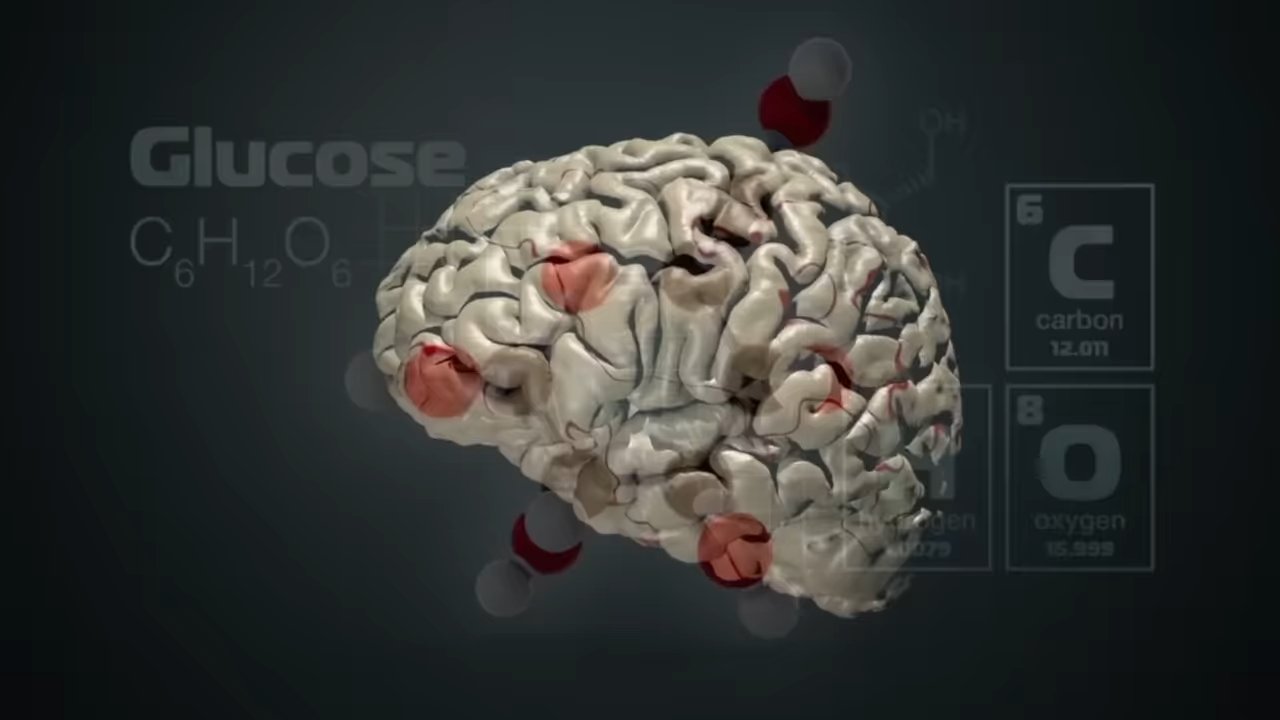 Glucose
C6H12O6
OH
6
C
carbon
12.011
8
O
oxygen
15.999